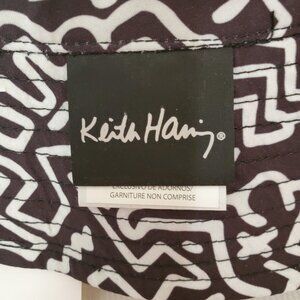 Keith Haring®
EXCLUSIVO DE ADORNOS/
GARNITURE NON COMPRISE